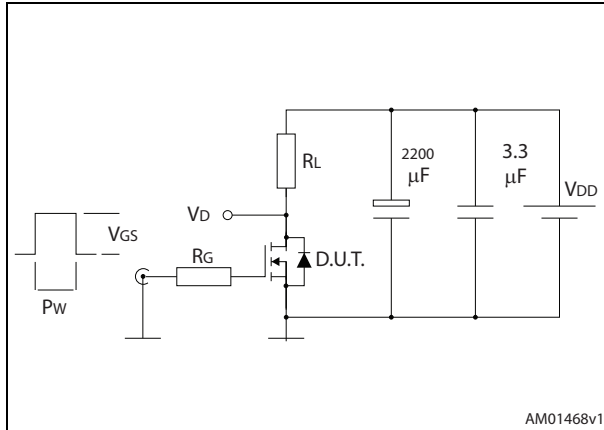 RL
2200
μF
3.3
μF
VDD
VD
VGS
RG
D.U.T.
PW
AM01468v1